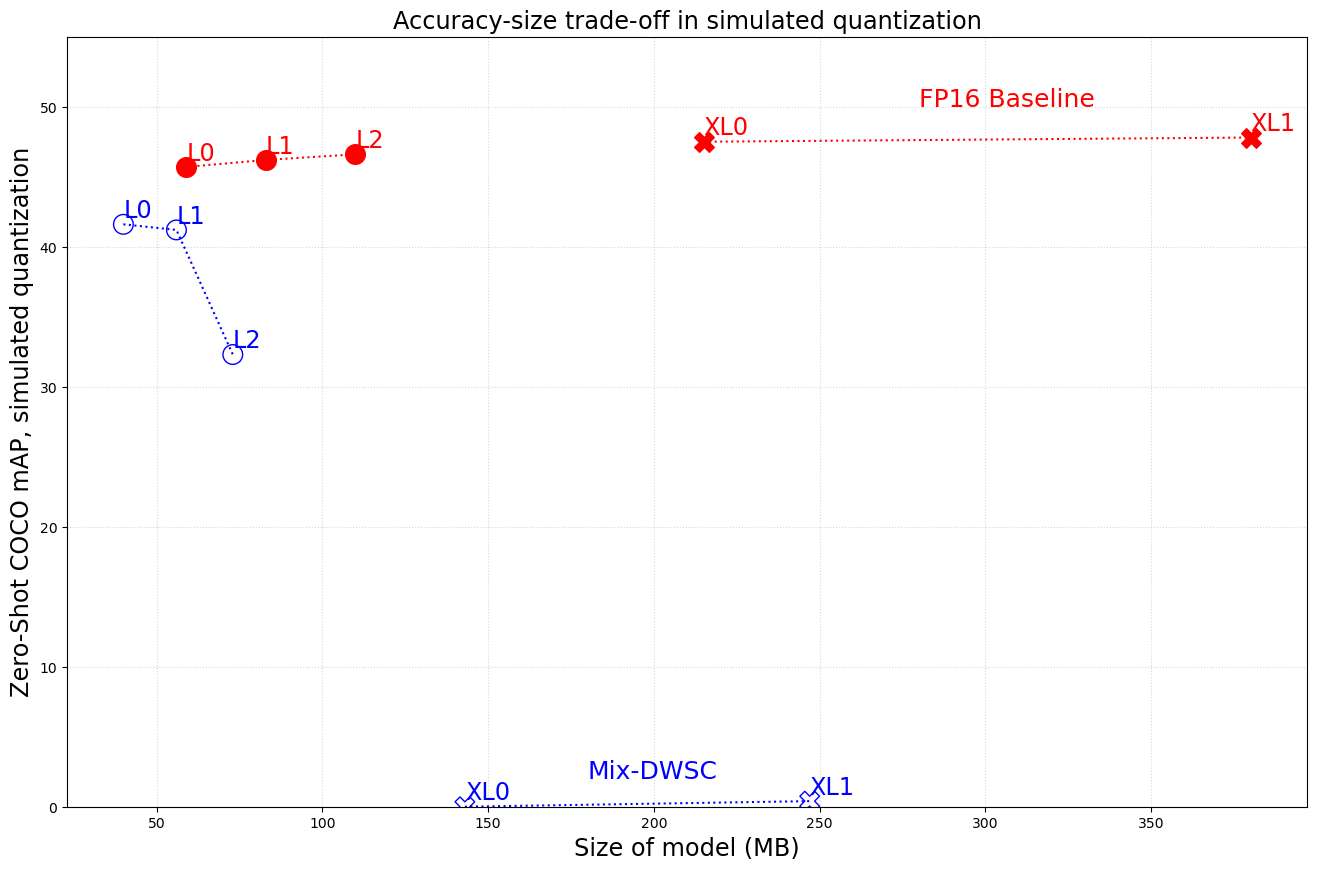 Accuracy-size trade-off in simulated quantization
Zero-Shot COCO mAP, simulated quantization
50
40
30
20
10
0
FP16 Baseline
L0
L1
L2
XL0
XL1
L0
L1
L2
Mix-DWSC
XL0
XL1
50
100
150
200
250
300
350
Size of model (MB)